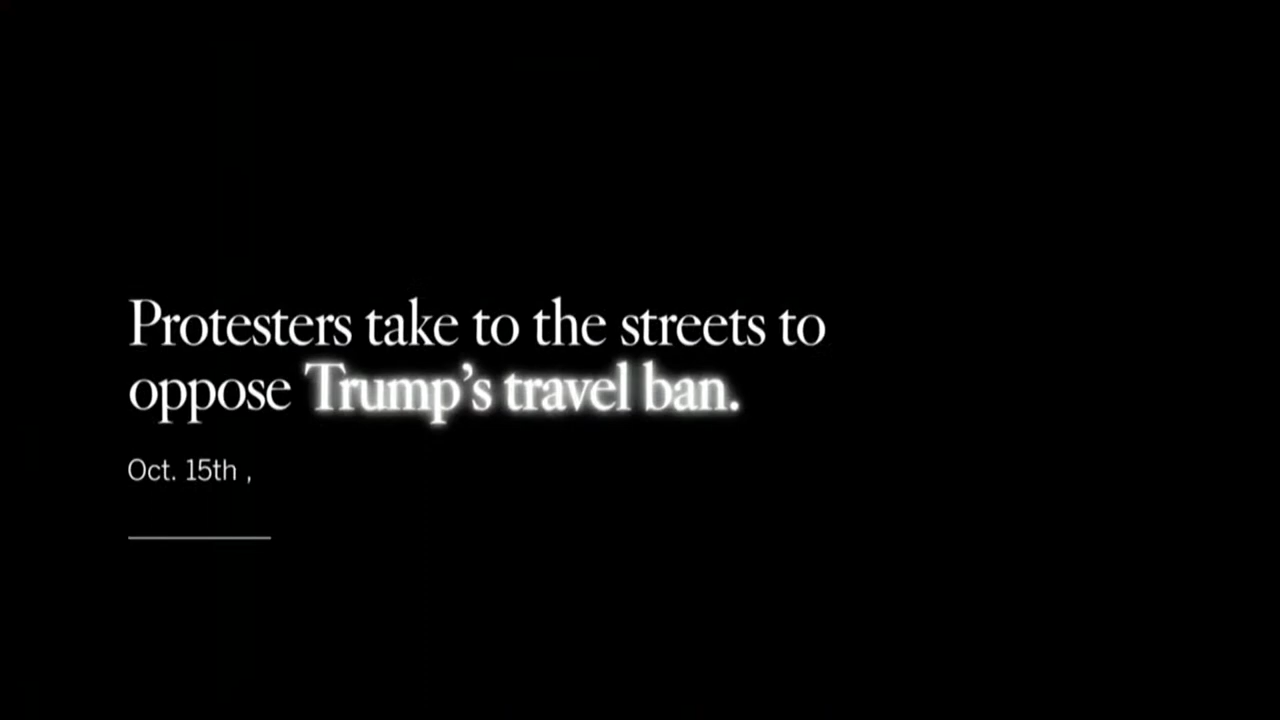 Protesters take to the streets to
oppose Trump’s travel ban.
Oct. 15th ,